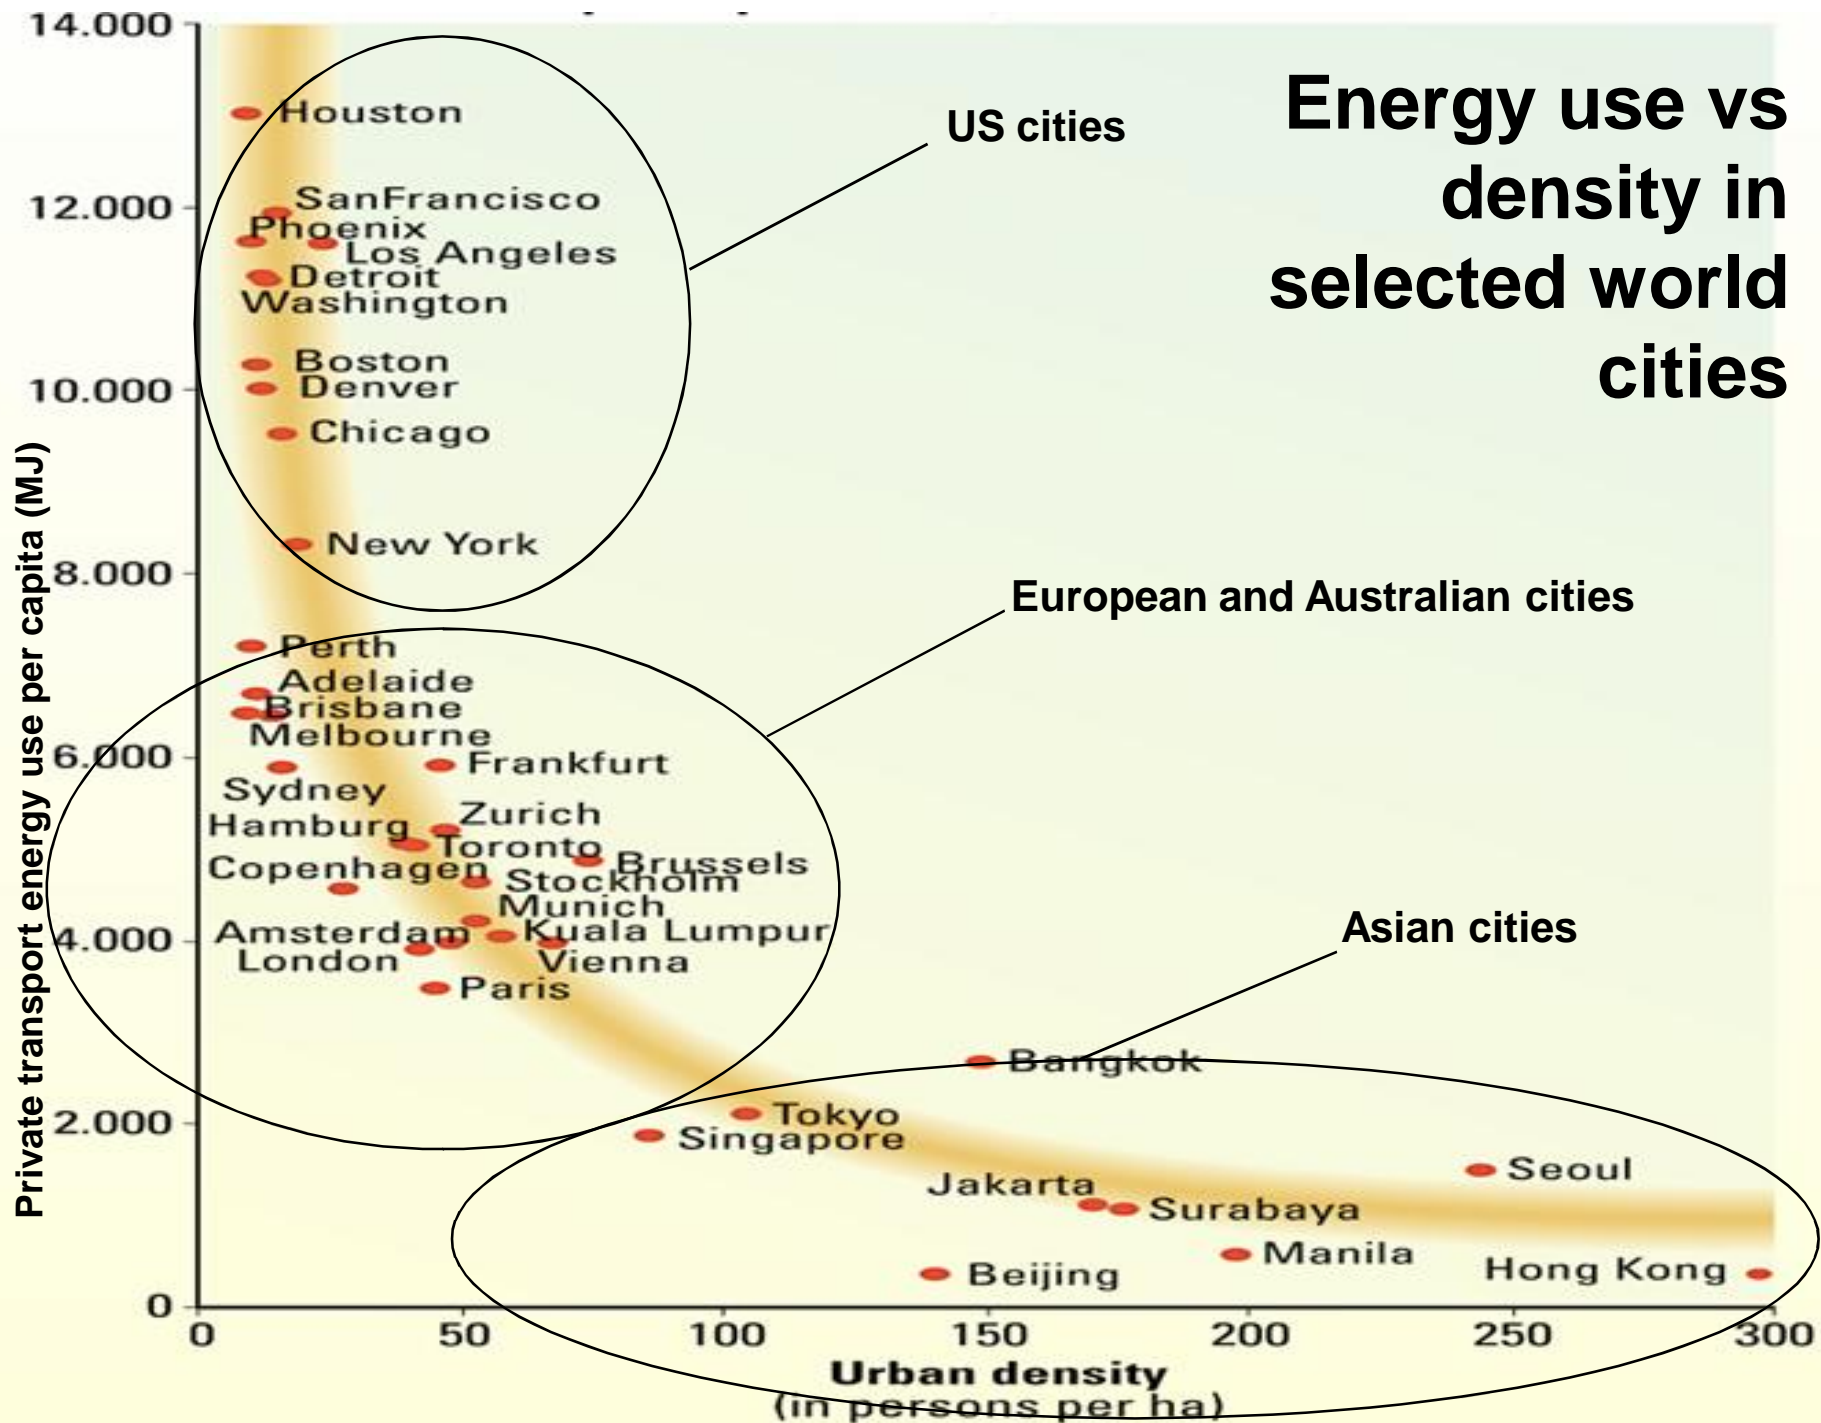 14.000
Houston
US cities
Energy use vs
density in
selected world
cities
SanFrancisco
12.000
Phoenix
Los Angeles
Detroit
Washington
Boston
10.000
Denver
Chicago
New York
8.000
European and Australian cities
Perth
Adelaide
Brisbane
Melbourne
6.000
Frankfurt
Sydney
Zurich
Hamburg
Toronto
Brussels
Copenhagen
Stockholm
Munich
Amsterdam
4.000
Kuala Lumpur
London
Vienna
Paris
Asian cities
Bangkok
2.000
Tokyo
Singapore
Seoul
Jakarta
Surabaya
Manila
Beijing
Hong Kong
0
0 50 100 150 200 250 300
Urban density
(in persons per ha)
Private transport energy use per capita (MJ)